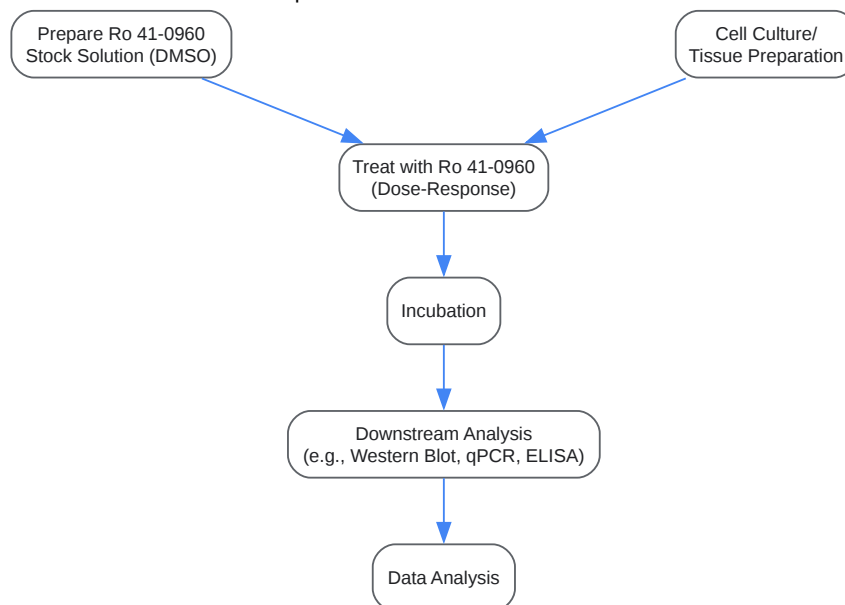 Prepare Ro 41-0960
Stock Solution (DMSO)
Cell Culture/
Tissue Preparation
Treat with Ro 41-0960
(Dose-Response)
Incubation
Downstream Analysis
(e.g., Western Blot, qPCR, ELISA)
Data Analysis